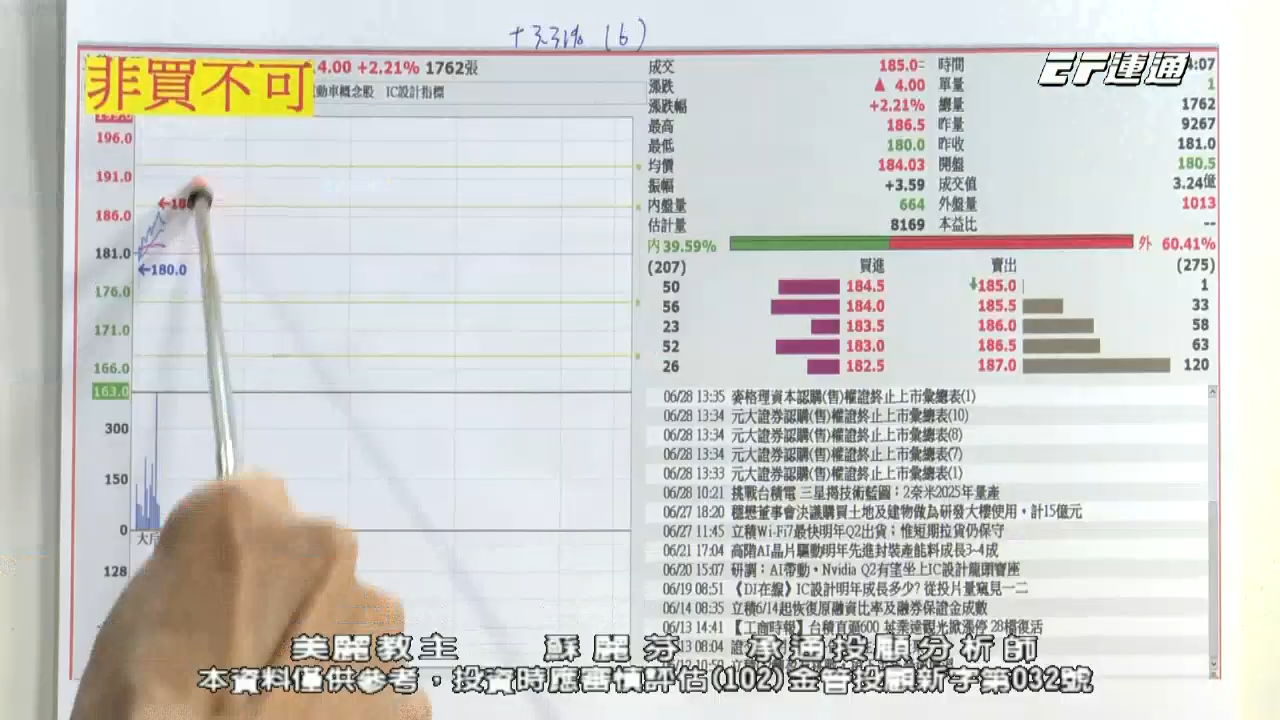 +3.31% (6)
非買不可
4.00 +2.21% 1762張
動車概念股 IC設計指標
ET運通
成交 185.0 時間 :07
漲跌 ▲ 4.00 單量 1
漲跌幅 +2.21% 總量 1762
最高 186.5 昨量 9267
最低 180.0 昨收 181.0
均價 184.03 開盤 180.5
振幅 +3.59 成交值 3.24億
內盤量 664 外盤量 1013
估計量 8169 本益比 --
內 39.59% 外 60.41%
(207) 買進 賣出 (275)
50 184.5 185.0 1
56 184.0 185.5 33
23 183.5 186.0 58
52 183.0 186.5 63
26 182.5 187.0 120
196.0
191.0
186.0
181.0
←180.0
176.0
171.0
166.0
163.0
300
150
0
128
06/28 13:35 麥格理資本認購(售)權證終止上市彙總表(1)
06/28 13:34 元大證券認購(售)權證終止上市彙總表(10)
06/28 13:34 元大證券認購(售)權證終止上市彙總表(8)
06/28 13:34 元大證券認購(售)權證終止上市彙總表(7)
06/28 13:33 元大證券認購(售)權證終止上市彙總表(1)
06/28 10:21 挑戰台積電 三星揭技術藍圖：2奈米2025年量產
06/27 18:20 穩懋董事會決議購買土地及建物做為研發大樓使用，計15億元
06/27 11:45 立積Wi-Fi7最快明年Q2出貨；惟短期拉貨仍保守
06/21 17:04 高階AI晶片驅動明年先進封裝產能料成長3~4成
06/20 15:07 研調：AI帶動，Nvidia Q2有望坐上IC設計龍頭寶座
06/19 08:51 《DJ在線》IC設計明年成長多少? 從投片量窺見一二
06/14 08:35 立積6/14起恢復原融資比率及融券保證金成數
06/13 14:41 【工商時報】台積直逼600 英業達觀光掀漲停 28檔復活
13 08:04
美麗教主 蘇麗芬 承通投顧分析師
本資料僅供參考，投資時應審慎評估(102)金管投顧新字第032號